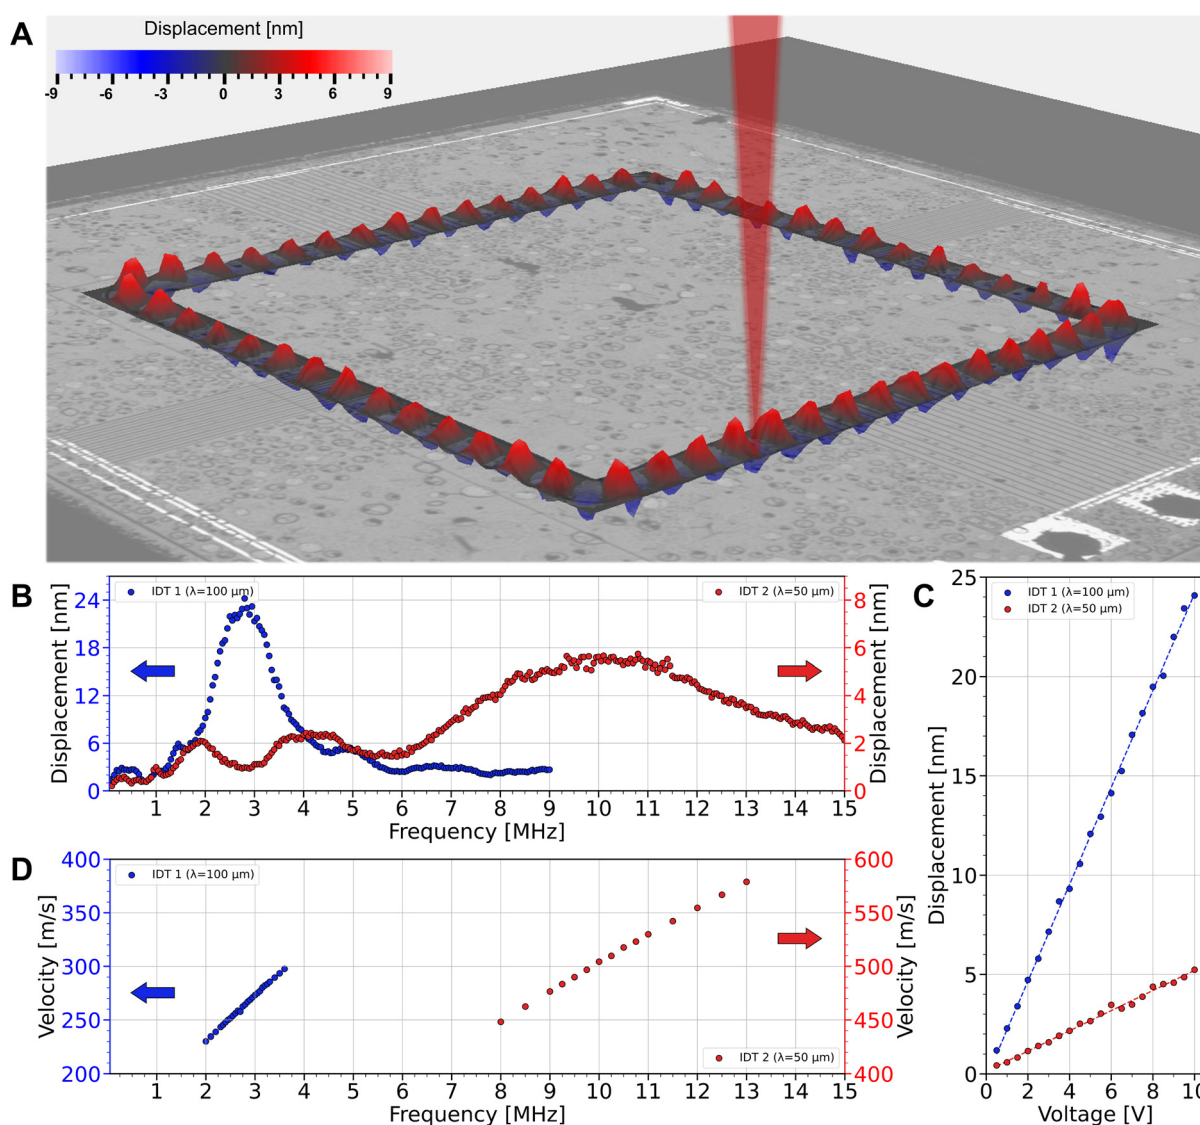 A
Displacement [nm]
-9 -6 -3 0 3 6 9
B
IDT 1 (λ=100 μm)
IDT 2 (λ=50 μm)
Displacement [nm]
24
18
12
6
0
8
6
4
2
0
Displacement [nm]
1 2 3 4 5 6 7 8 9 10 11 12 13 14 15
Frequency [MHz]
C
IDT 1 (λ=100 μm)
IDT 2 (λ=50 μm)
Displacement [nm]
25
20
15
10
5
0
0 2 4 6 8 10
Voltage [V]
D
IDT 1 (λ=100 μm)
IDT 2 (λ=50 μm)
Velocity [m/s]
400
350
300
250
200
600
550
500
450
400
Velocity [m/s]
1 2 3 4 5 6 7 8 9 10 11 12 13 14 15
Frequency [MHz]